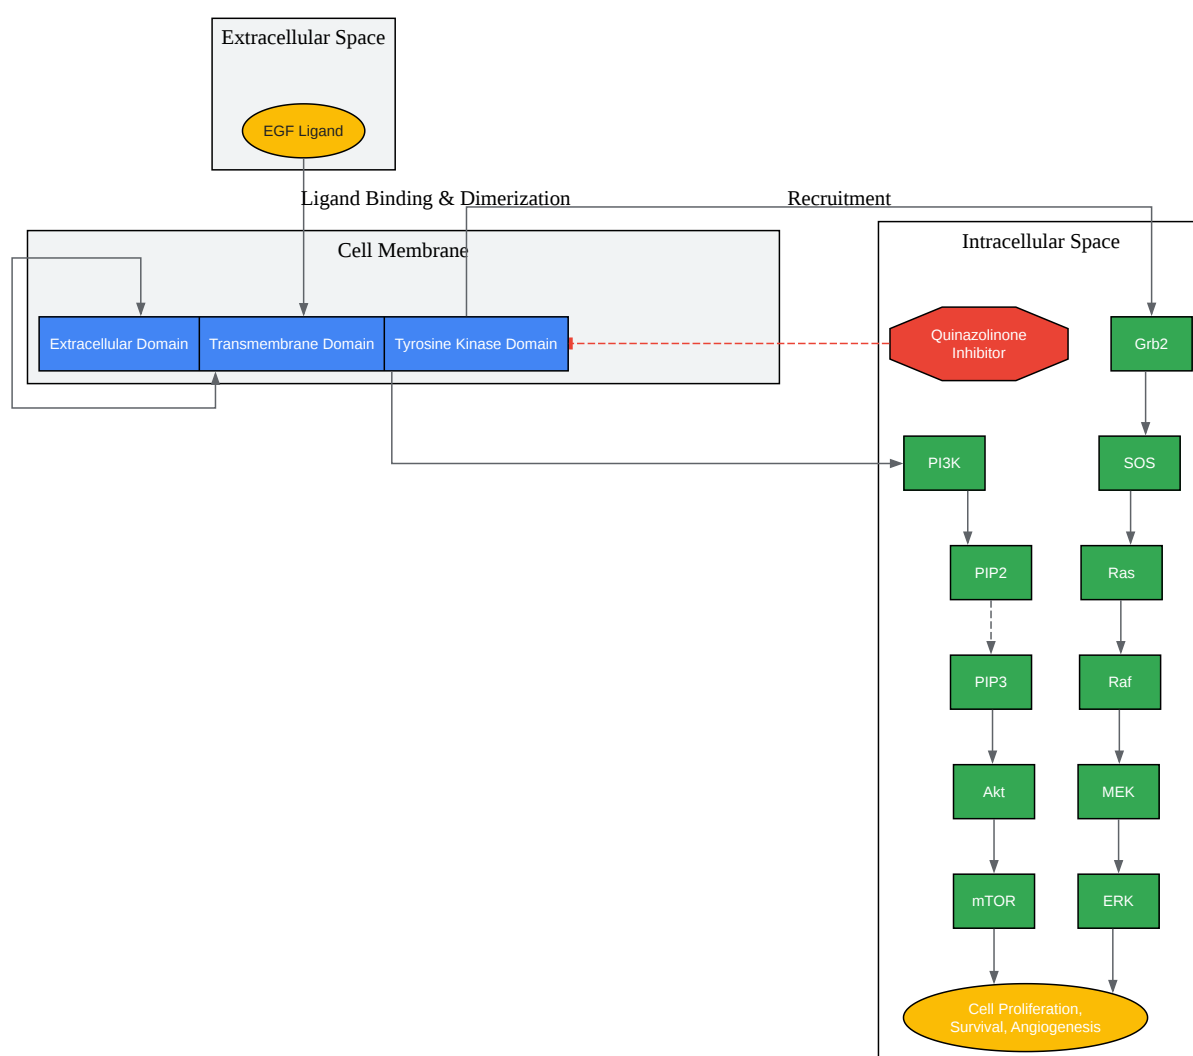 Extracellular Space
EGF Ligand
Ligand Binding & Dimerization
Recruitment
Cell Membrane
Intracellular Space
Extracellular Domain
Transmembrane Domain
Tyrosine Kinase Domain
Quinazolinone
Inhibitor
Grb2
PI3K
SOS
PIP2
Ras
PIP3
Raf
Akt
MEK
mTOR
ERK
Cell Proliferation,
Survival, Angiogenesis